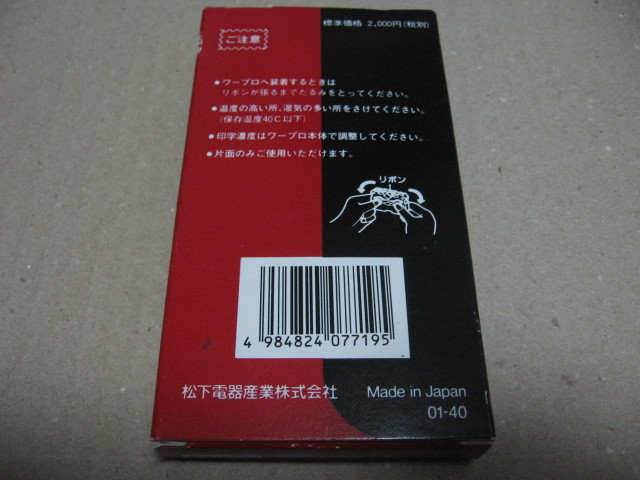 標準価格 2,000円(税別)
ご注意
●ワープロへ装着するときは
リボンが張るまでたるみをとってください。
●温度の高い所、湿気の多い所をさけてください。
(保存温度40℃以下)
●印字濃度はワープロ本体で調整してください。
●片面のみご使用いただけます。
リボン
4 984824 077195
松下電器産業株式会社 Made in Japan
01-40